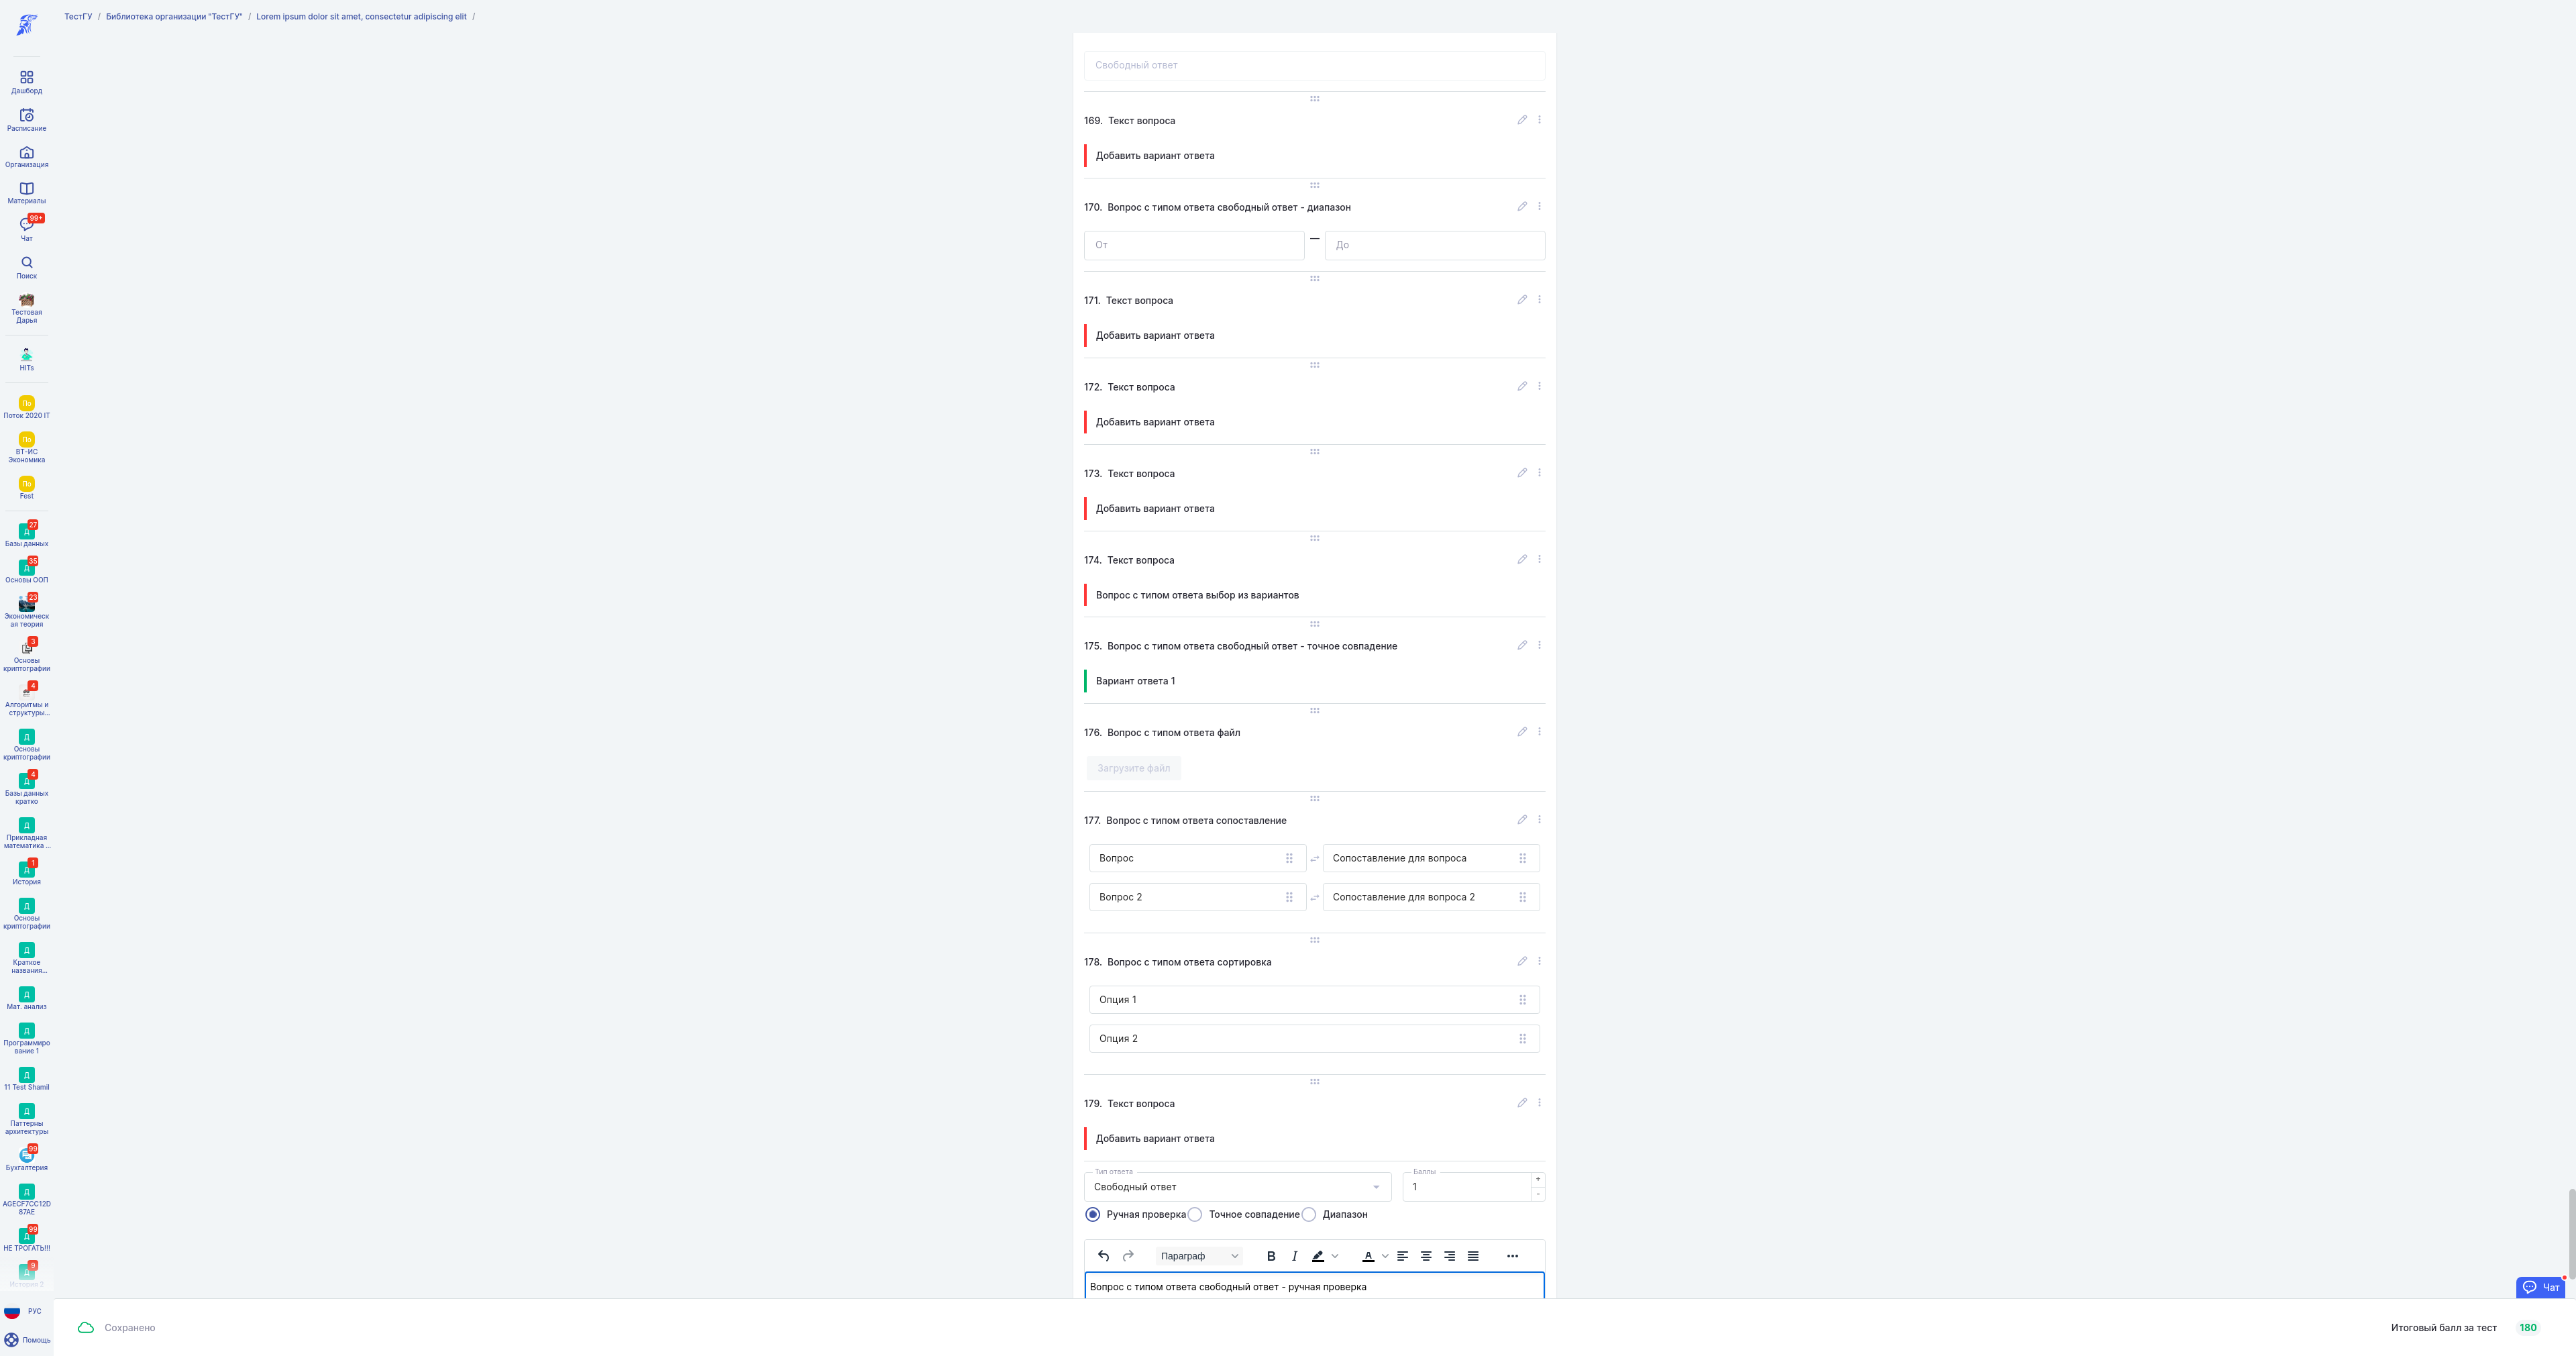 ТестГУ / Библиотека организации "ТестГУ" / Lorem ipsum dolor sit amet, consectetur adipiscing elit /
Дашборд
Расписание
Организация
Материалы
99+
Чат
Поиск
Тестовая
Дарья
HITs
По
Поток 2020 IT
По
ВТ-ИС
Экономика
По
Fest
27
Д
Базы данных
35
Д
Основы ООП
23
Экономическ
ая теория
3
Основы
криптографии
4
Алгоритмы и
структуры...
Д
Основы
криптографии
4
Д
Базы данных
кратко
Д
Прикладная
математика ...
1
Д
История
Д
Основы
криптографии
Д
Краткое
названия...
Д
Мат. анализ
Д
Программиро
вание 1
Д
11 Test Shamil
Д
Паттерны
архитектуры
99
Бухгалтерия
Д
AGECF7CC12D
87AE
99
Д
НЕ ТРОГАТЬ!!!
9
Д
История 2
РУС
Помощь
Свободный ответ
169. Текст вопроса
Добавить вариант ответа
170. Вопрос с типом ответа свободный ответ - диапазон
От — До
171. Текст вопроса
Добавить вариант ответа
172. Текст вопроса
Добавить вариант ответа
173. Текст вопроса
Добавить вариант ответа
174. Текст вопроса
Вопрос с типом ответа выбор из вариантов
175. Вопрос с типом ответа свободный ответ - точное совпадение
Вариант ответа 1
176. Вопрос с типом ответа файл
Загрузите файл
177. Вопрос с типом ответа сопоставление
Вопрос Сопоставление для вопроса
Вопрос 2 Сопоставление для вопроса 2
178. Вопрос с типом ответа сортировка
Опция 1
Опция 2
179. Текст вопроса
Добавить вариант ответа
Тип ответа Баллы
Свободный ответ 1 + -
Ручная проверка Точное совпадение Диапазон
Параграф B I A
Вопрос с типом ответа свободный ответ - ручная проверка
Чат
Сохранено Итоговый балл за тест 180